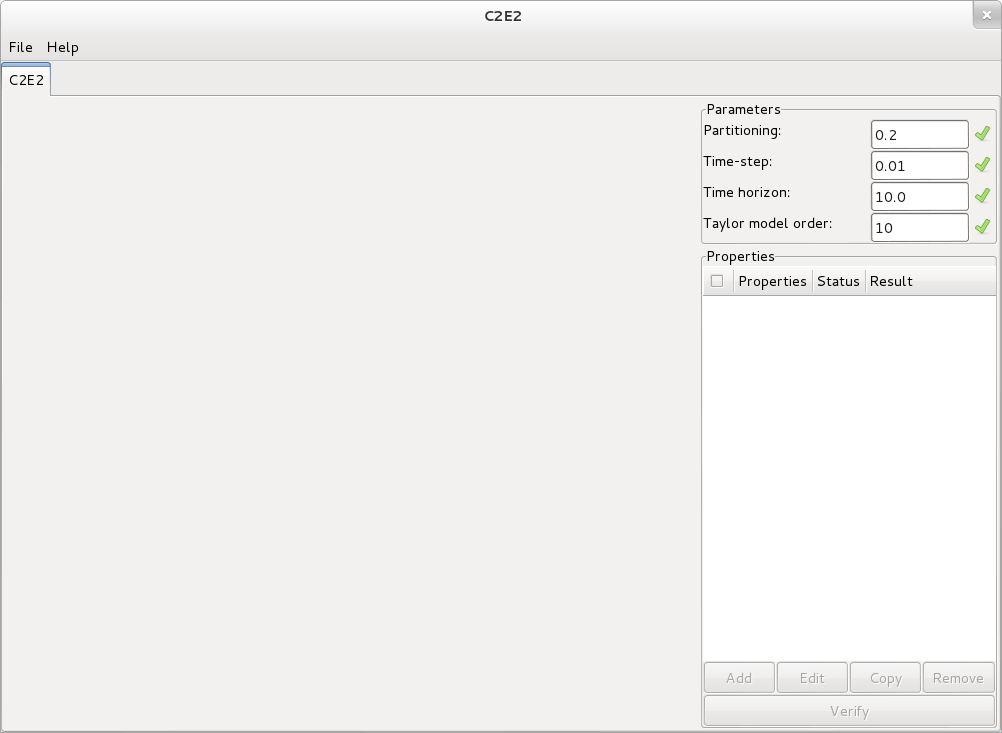 C2E2
File Help
C2E2
Parameters
Partitioning: 0.2
Time-step: 0.01
Time horizon: 10.0
Taylor model order: 10
Properties
Properties Status Result
Add Edit Copy Remove
Verify